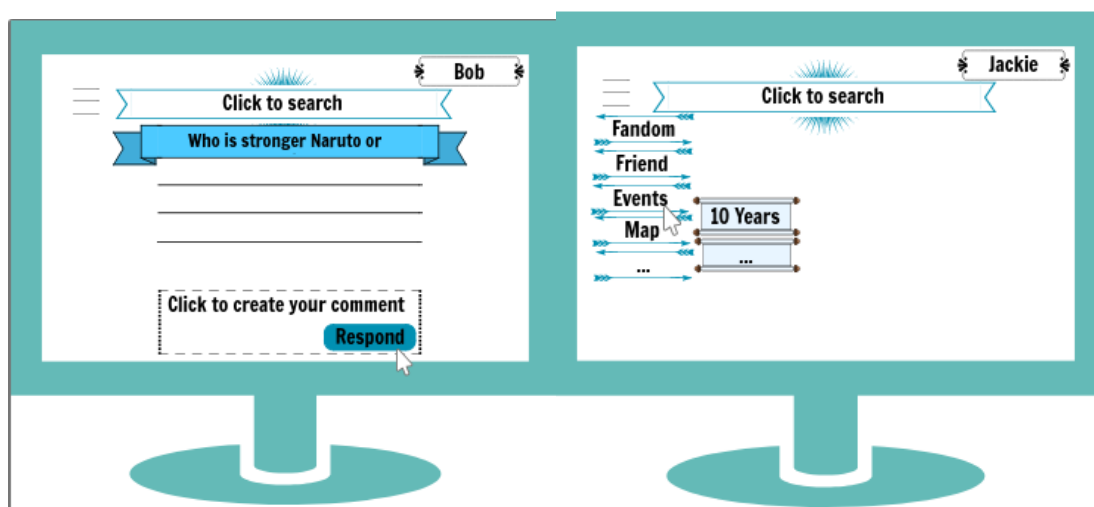 Bob
Click to search
Who is stronger Naruto or
Click to create your comment
Respond
Jackie
Click to search
Fandom
Friend
Events
10 Years
Map
...
...